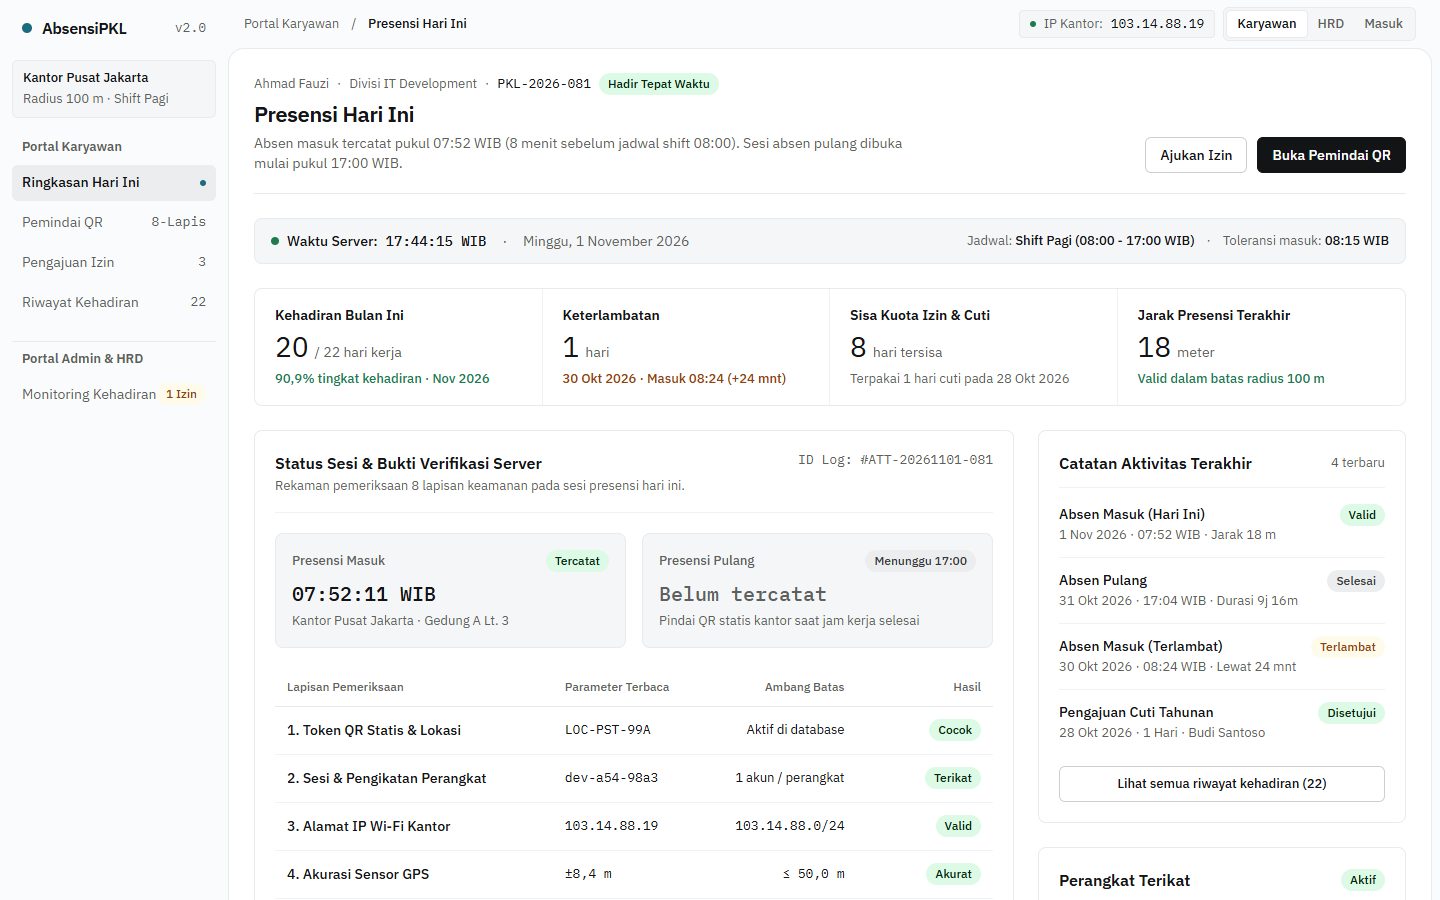 AbsensiPKL v2.0
Kantor Pusat Jakarta
Radius 100 m · Shift Pagi
Portal Karyawan
Ringkasan Hari Ini
Pemindai QR 8-Lapis
Pengajuan Izin 3
Riwayat Kehadiran 22
Portal Admin & HRD
Monitoring Kehadiran 1 Izin
Portal Karyawan / Presensi Hari Ini
IP Kantor: 103.14.88.19 Karyawan HRD Masuk
Ahmad Fauzi · Divisi IT Development · PKL-2026-081 Hadir Tepat Waktu
Presensi Hari Ini
Absen masuk tercatat pukul 07:52 WIB (8 menit sebelum jadwal shift 08:00). Sesi absen pulang dibuka
mulai pukul 17:00 WIB.
Ajukan Izin Buka Pemindai QR
Waktu Server: 17:44:15 WIB · Minggu, 1 November 2026 Jadwal: Shift Pagi (08:00 - 17:00 WIB) · Toleransi masuk: 08:15 WIB
Kehadiran Bulan Ini
20 / 22 hari kerja
90,9% tingkat kehadiran · Nov 2026
Keterlambatan
1 hari
30 Okt 2026 · Masuk 08:24 (+24 mnt)
Sisa Kuota Izin & Cuti
8 hari tersisa
Terpakai 1 hari cuti pada 28 Okt 2026
Jarak Presensi Terakhir
18 meter
Valid dalam batas radius 100 m
Status Sesi & Bukti Verifikasi Server ID Log: #ATT-20261101-081
Rekaman pemeriksaan 8 lapisan keamanan pada sesi presensi hari ini.
Presensi Masuk Tercatat
07:52:11 WIB
Kantor Pusat Jakarta · Gedung A Lt. 3
Presensi Pulang Menunggu 17:00
Belum tercatat
Pindai QR statis kantor saat jam kerja selesai
Lapisan Pemeriksaan Parameter Terbaca Ambang Batas Hasil
1. Token QR Statis & Lokasi LOC-PST-99A Aktif di database Cocok
2. Sesi & Pengikatan Perangkat dev-a54-98a3 1 akun / perangkat Terikat
3. Alamat IP Wi-Fi Kantor 103.14.88.19 103.14.88.0/24 Valid
4. Akurasi Sensor GPS ±8,4 m ≤ 50,0 m Akurat
Catatan Aktivitas Terakhir 4 terbaru
Absen Masuk (Hari Ini) Valid
1 Nov 2026 · 07:52 WIB · Jarak 18 m
Absen Pulang Selesai
31 Okt 2026 · 17:04 WIB · Durasi 9j 16m
Absen Masuk (Terlambat) Terlambat
30 Okt 2026 · 08:24 WIB · Lewat 24 mnt
Pengajuan Cuti Tahunan Disetujui
28 Okt 2026 · 1 Hari · Budi Santoso
Lihat semua riwayat kehadiran (22)
Perangkat Terikat Aktif